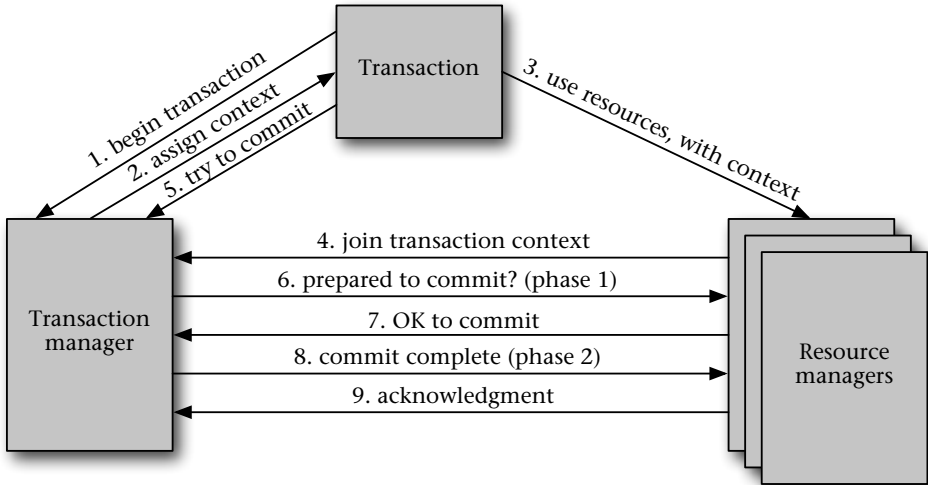 Transaction
1. begin transaction
2. assign context
5. try to commit
3. use resources, with context
4. join transaction context
6. prepared to commit? (phase 1)
7. OK to commit
8. commit complete (phase 2)
9. acknowledgment
Transaction
manager
Resource
managers